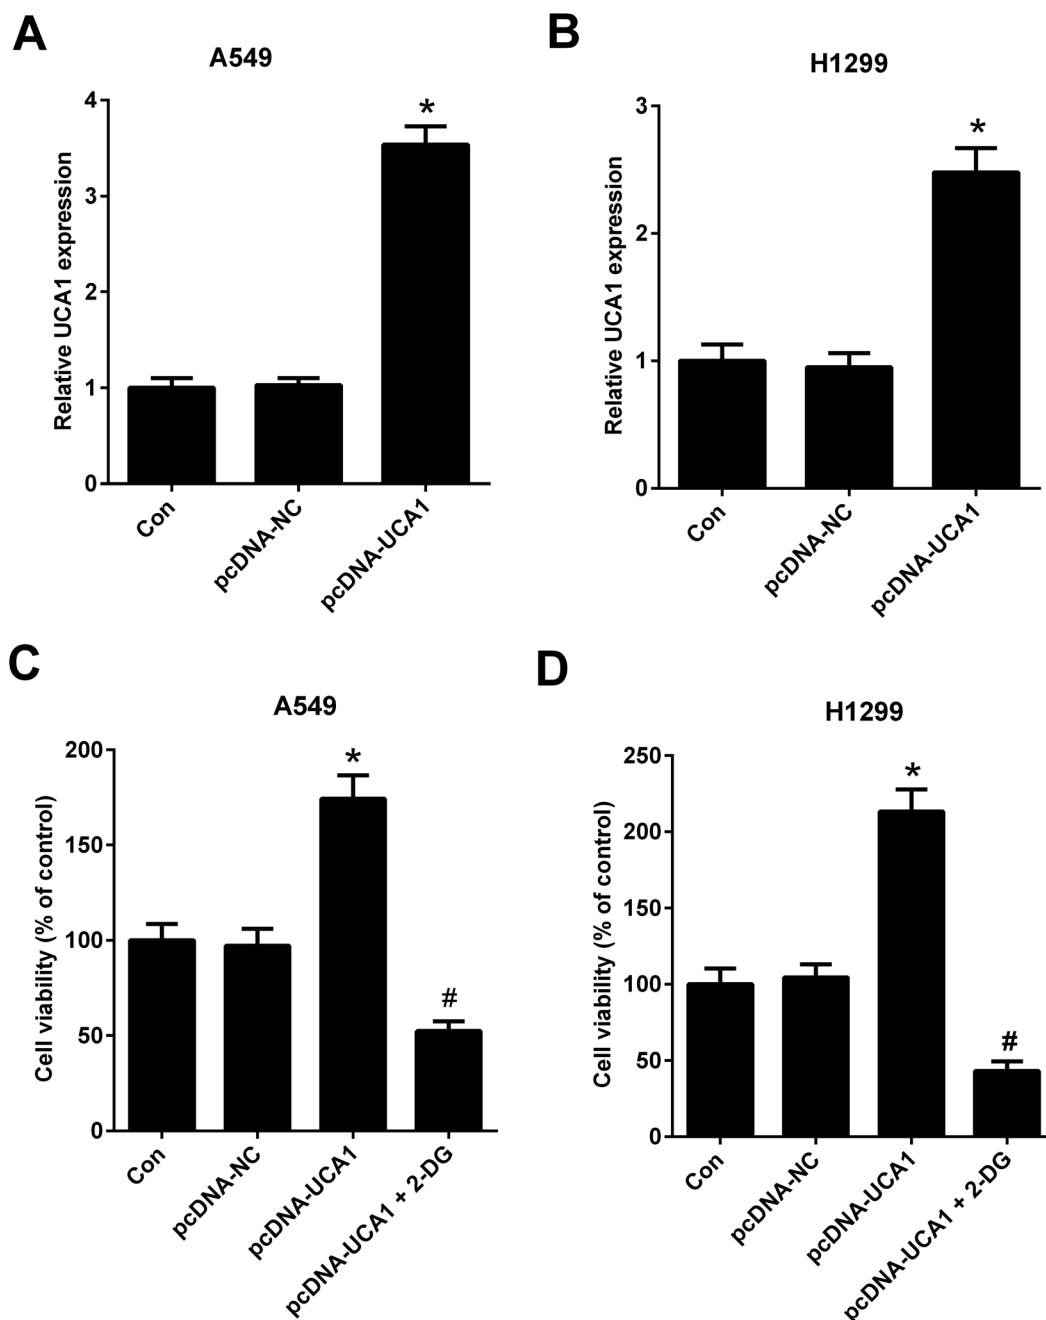 A
A549
Relative UCA1 expression
4
3
2
1
0
*
Con
pcDNA-NC
pcDNA-UCA1
B
H1299
Relative UCA1 expression
3
2
1
0
*
Con
pcDNA-NC
pcDNA-UCA1
C
A549
Cell viability (% of control)
200
150
100
50
0
*
#
Con
pcDNA-NC
pcDNA-UCA1
pcDNA-UCA1 + 2-DG
D
H1299
Cell viability (% of control)
250
200
150
100
50
0
*
#
Con
pcDNA-NC
pcDNA-UCA1
pcDNA-UCA1 + 2-DG